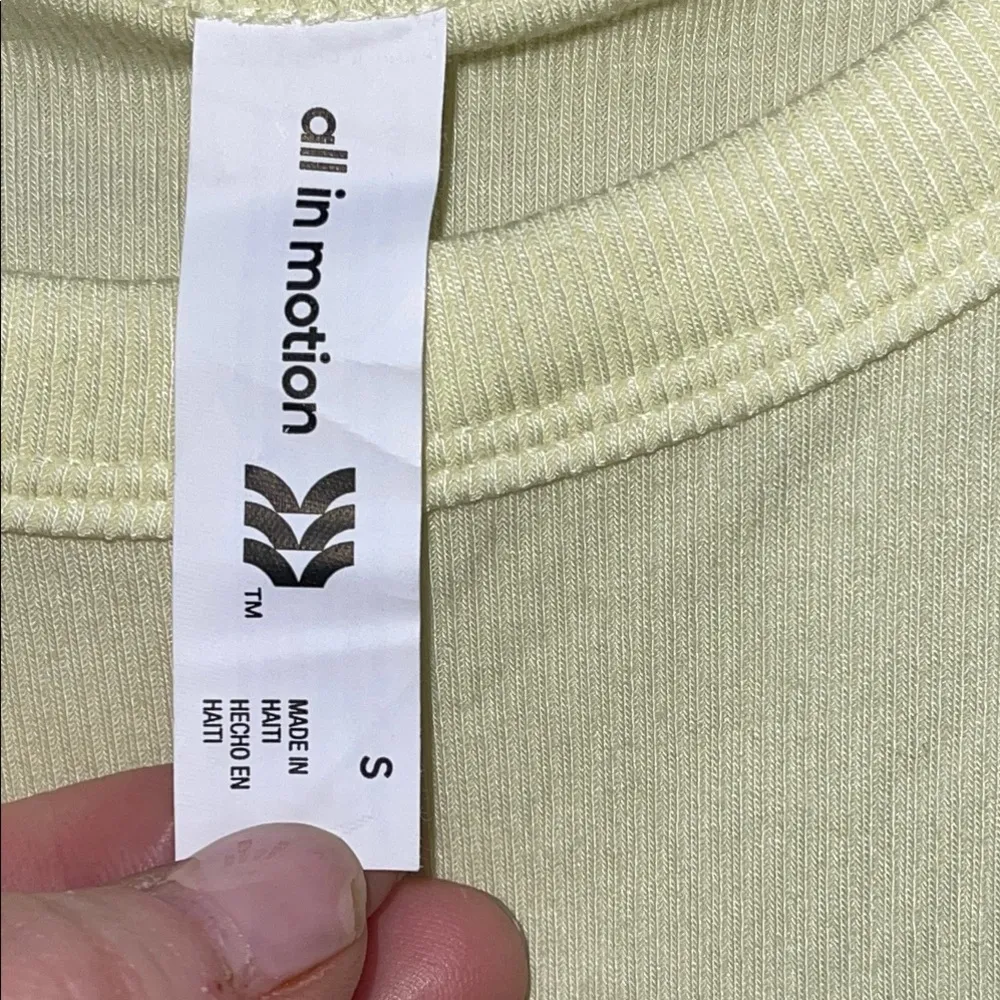 all in motion
TM
S
MADE IN
HAITI
HECHO EN
HAITI